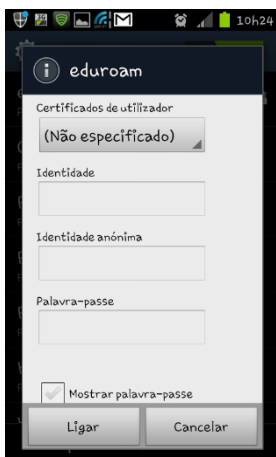 10h24
eduroam
Certificados de utilizador
(Não especificado)
Identidade
Identidade anónima
Palavra-passe
Mostrar palavra-passe
Ligar
Cancelar